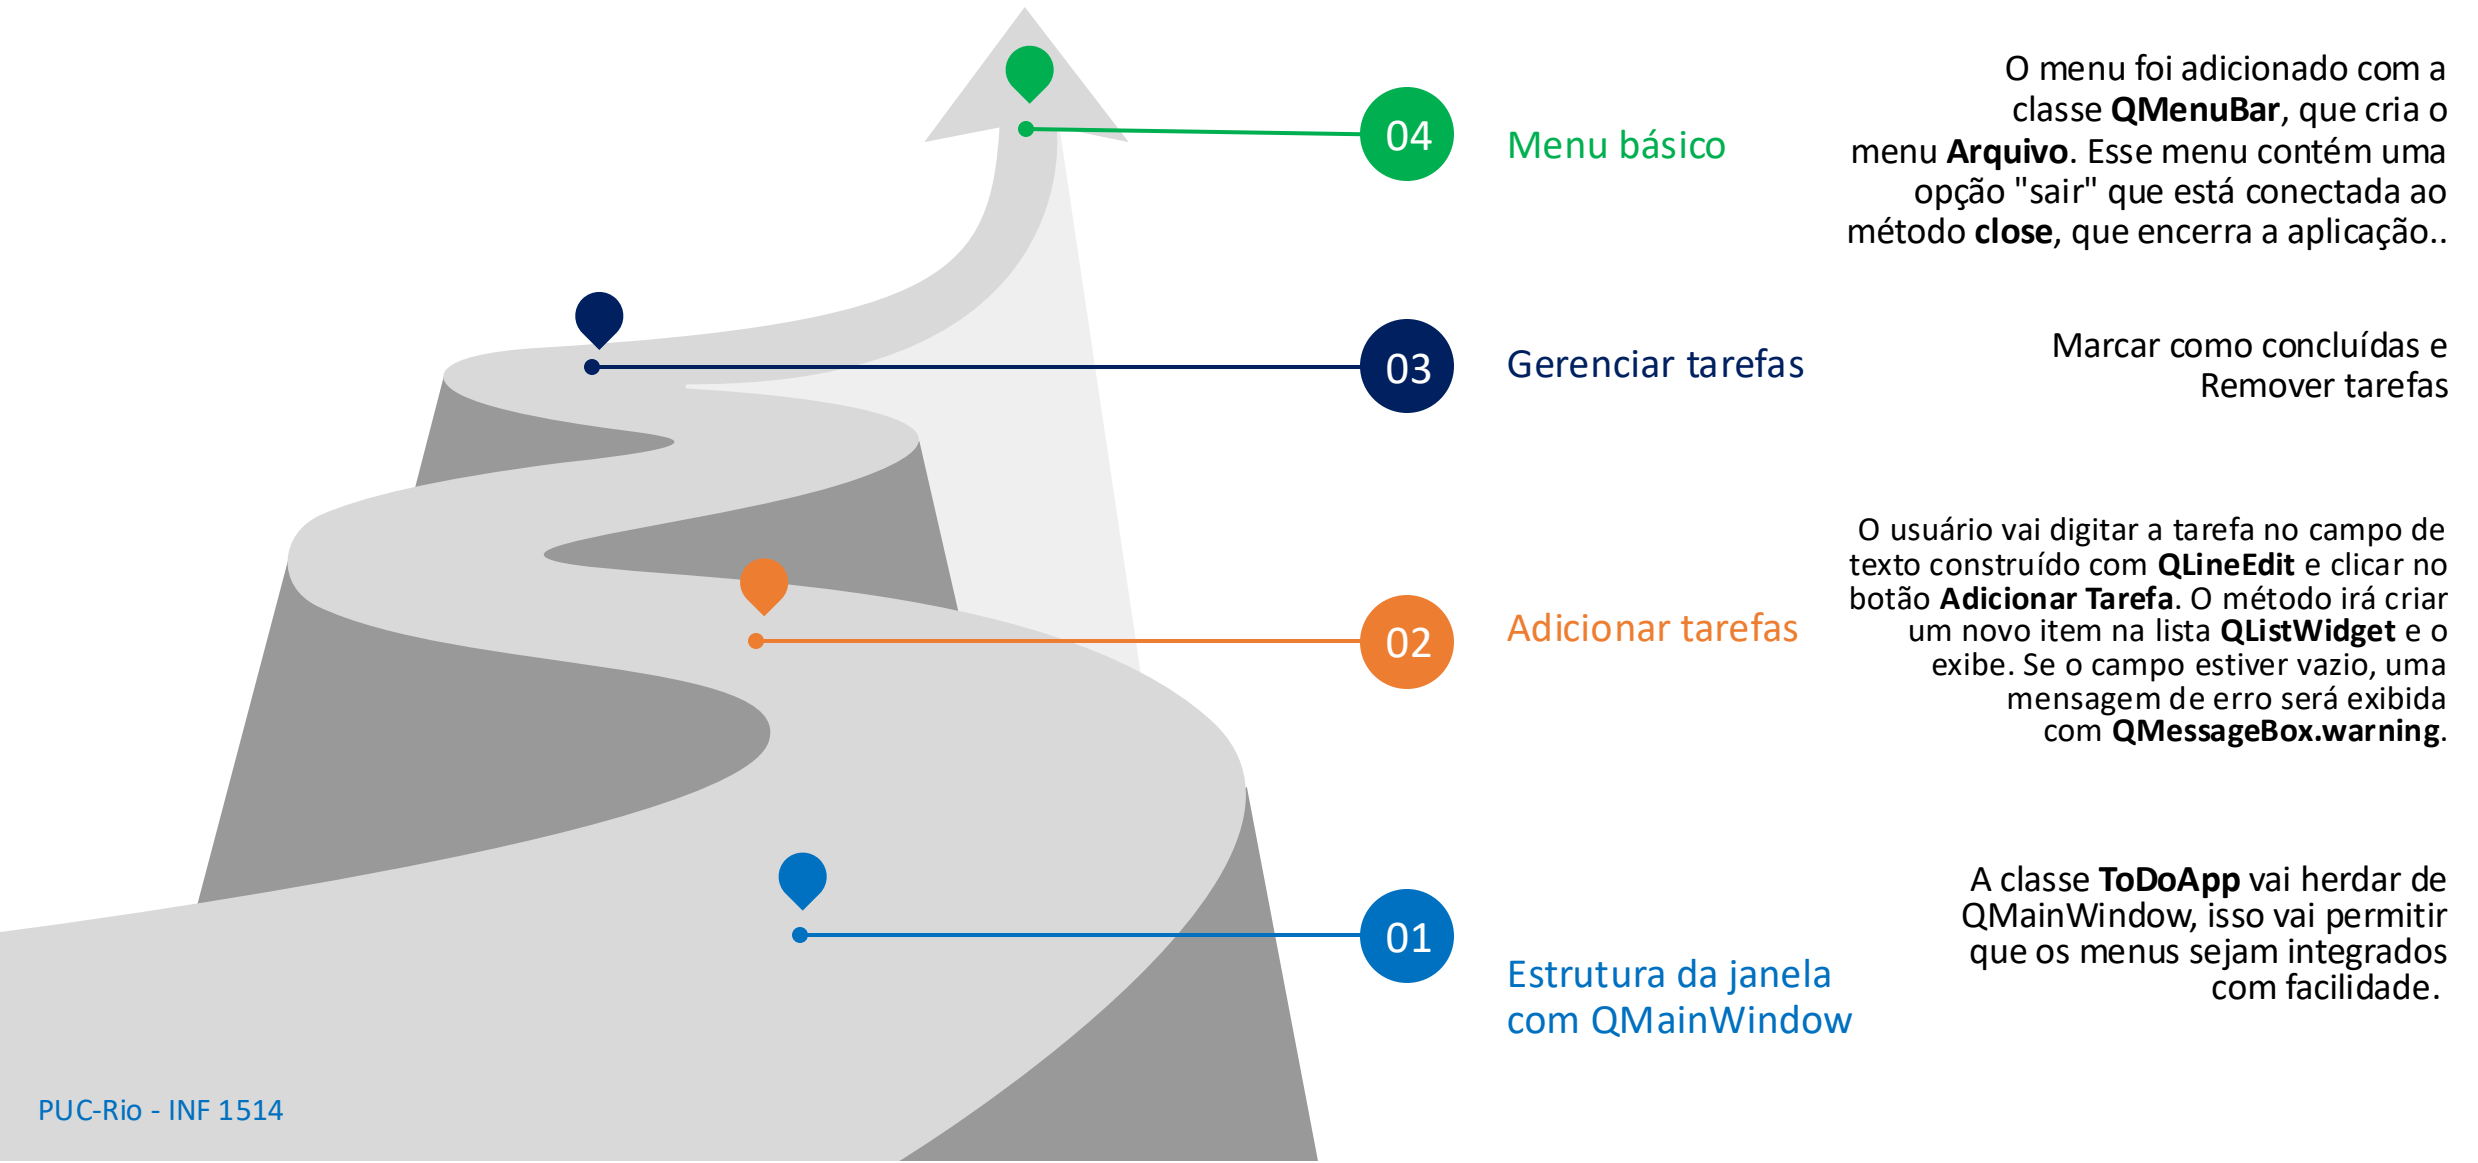 04
Menu básico
O menu foi adicionado com a
classe QMenuBar, que cria o
menu Arquivo. Esse menu contém uma
opção "sair" que está conectada ao
método close, que encerra a aplicação..
03
Gerenciar tarefas
Marcar como concluídas e
Remover tarefas
02
Adicionar tarefas
O usuário vai digitar a tarefa no campo de
texto construído com QLineEdit e clicar no
botão Adicionar Tarefa. O método irá criar
um novo item na lista QListWidget e o
exibe. Se o campo estiver vazio, uma
mensagem de erro será exibida
com QMessageBox.warning.
01
Estrutura da janela
com QMainWindow
A classe ToDoApp vai herdar de
QMainWindow, isso vai permitir
que os menus sejam integrados
com facilidade.
PUC-Rio - INF 1514